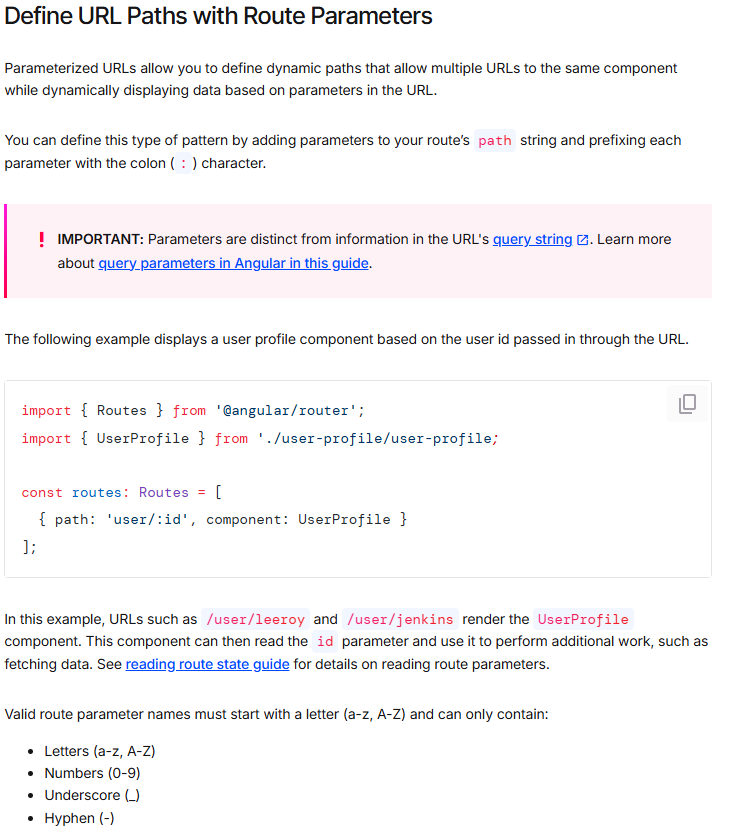 Define URL Paths with Route Parameters
Parameterized URLs allow you to define dynamic paths that allow multiple URLs to the same component
while dynamically displaying data based on parameters in the URL.
You can define this type of pattern by adding parameters to your route’s path string and prefixing each
parameter with the colon ( : ) character.
IMPORTANT: Parameters are distinct from information in the URL's query string. Learn more
about query parameters in Angular in this guide.
The following example displays a user profile component based on the user id passed in through the URL.
import { Routes } from '@angular/router';
import { UserProfile } from './user-profile/user-profile;
const routes: Routes = [
  { path: 'user/:id', component: UserProfile }
];
In this example, URLs such as /user/leeroy and /user/jenkins render the UserProfile
component. This component can then read the id parameter and use it to perform additional work, such as
fetching data. See reading route state guide for details on reading route parameters.
Valid route parameter names must start with a letter (a-z, A-Z) and can only contain:
• Letters (a-z, A-Z)
• Numbers (0-9)
• Underscore (_)
• Hyphen (-)